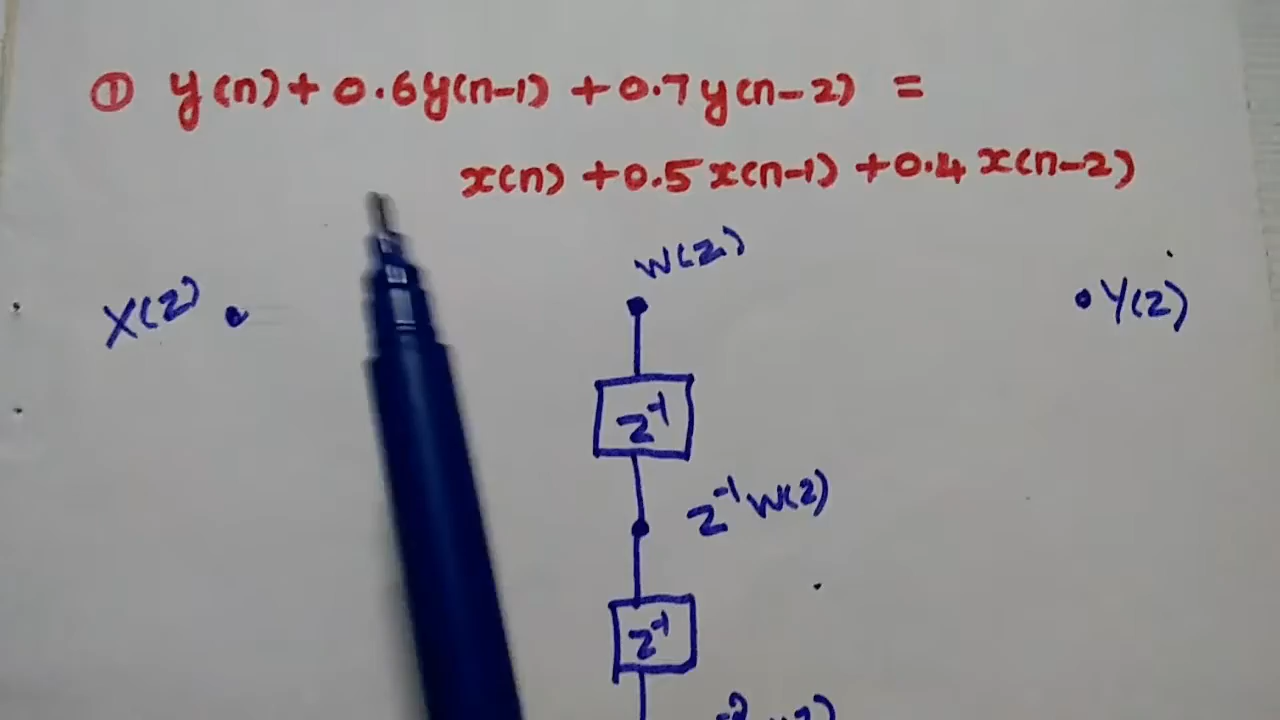 ① y(n) + 0.6y(n-1) + 0.7y(n-2) =
x(n) + 0.5x(n-1) + 0.4x(n-2)
W(z)
X(z)
Y(z)
z⁻¹
z⁻¹W(z)
z⁻¹